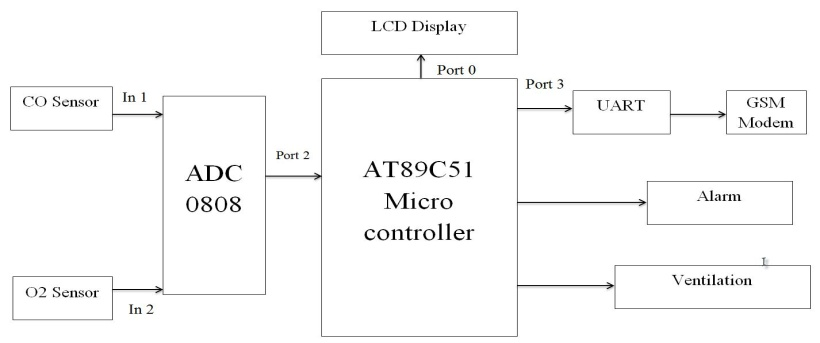 LCD Display
Port 0
Port 3
CO Sensor
In 1
UART
GSM
Modem
ADC
0808
Port 2
AT89C51
Micro
controller
Alarm
O2 Sensor
In 2
Ventilation